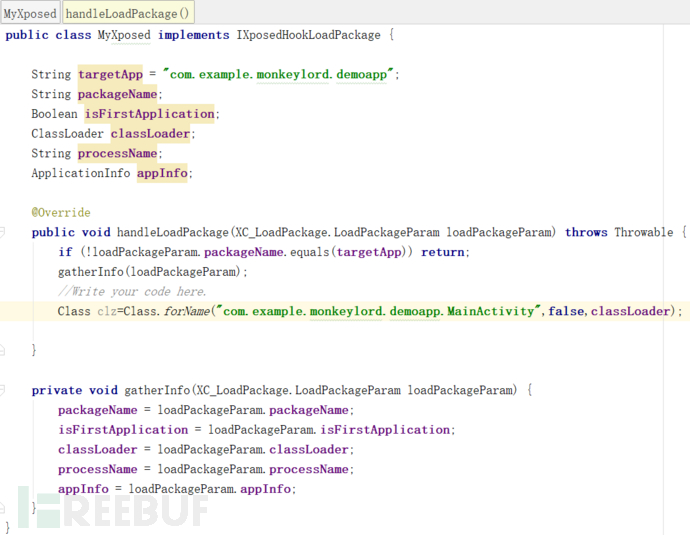 MyXposed handleLoadPackage()
public class MyXposed implements IXposedHookLoadPackage {
String targetApp = "com.example.monkeylord.demoapp";
String packageName;
Boolean isFirstApplication;
ClassLoader classLoader;
String processName;
ApplicationInfo appInfo;
@Override
public void handleLoadPackage(XC_LoadPackage.LoadPackageParam loadPackageParam) throws Throwable {
if (!loadPackageParam.packageName.equals(targetApp)) return;
gatherInfo(loadPackageParam);
//Write your code here.
Class clz=Class.forName("com.example.monkeylord.demoapp.MainActivity",false,classLoader);
}
private void gatherInfo(XC_LoadPackage.LoadPackageParam loadPackageParam) {
packageName = loadPackageParam.packageName;
isFirstApplication = loadPackageParam.isFirstApplication;
classLoader = loadPackageParam.classLoader;
processName = loadPackageParam.processName;
appInfo = loadPackageParam.appInfo;
}
FREEBUF
}